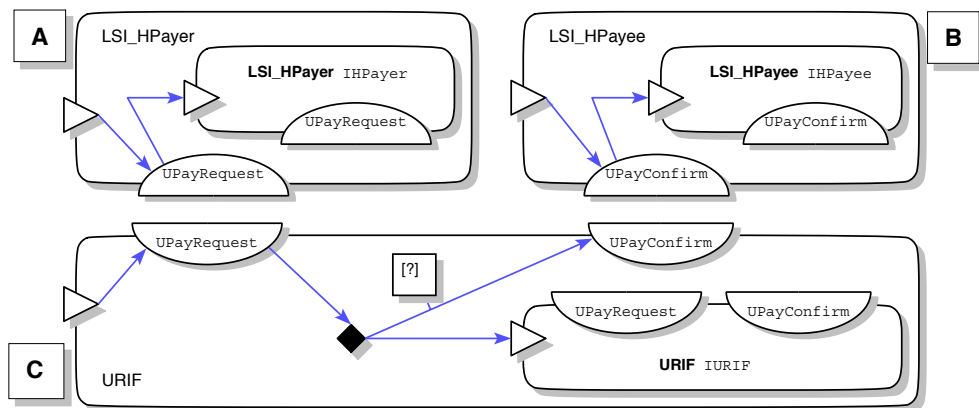 A
LSI_HPayer
LSI_HPayer IHPayer
UPayRequest
UPayRequest
LSI_HPayee
B
LSI_HPayee IHPayee
UPayConfirm
UPayConfirm
UPayRequest
UPayConfirm
[?]
UPayRequest
UPayConfirm
URIF IURIF
C
URIF